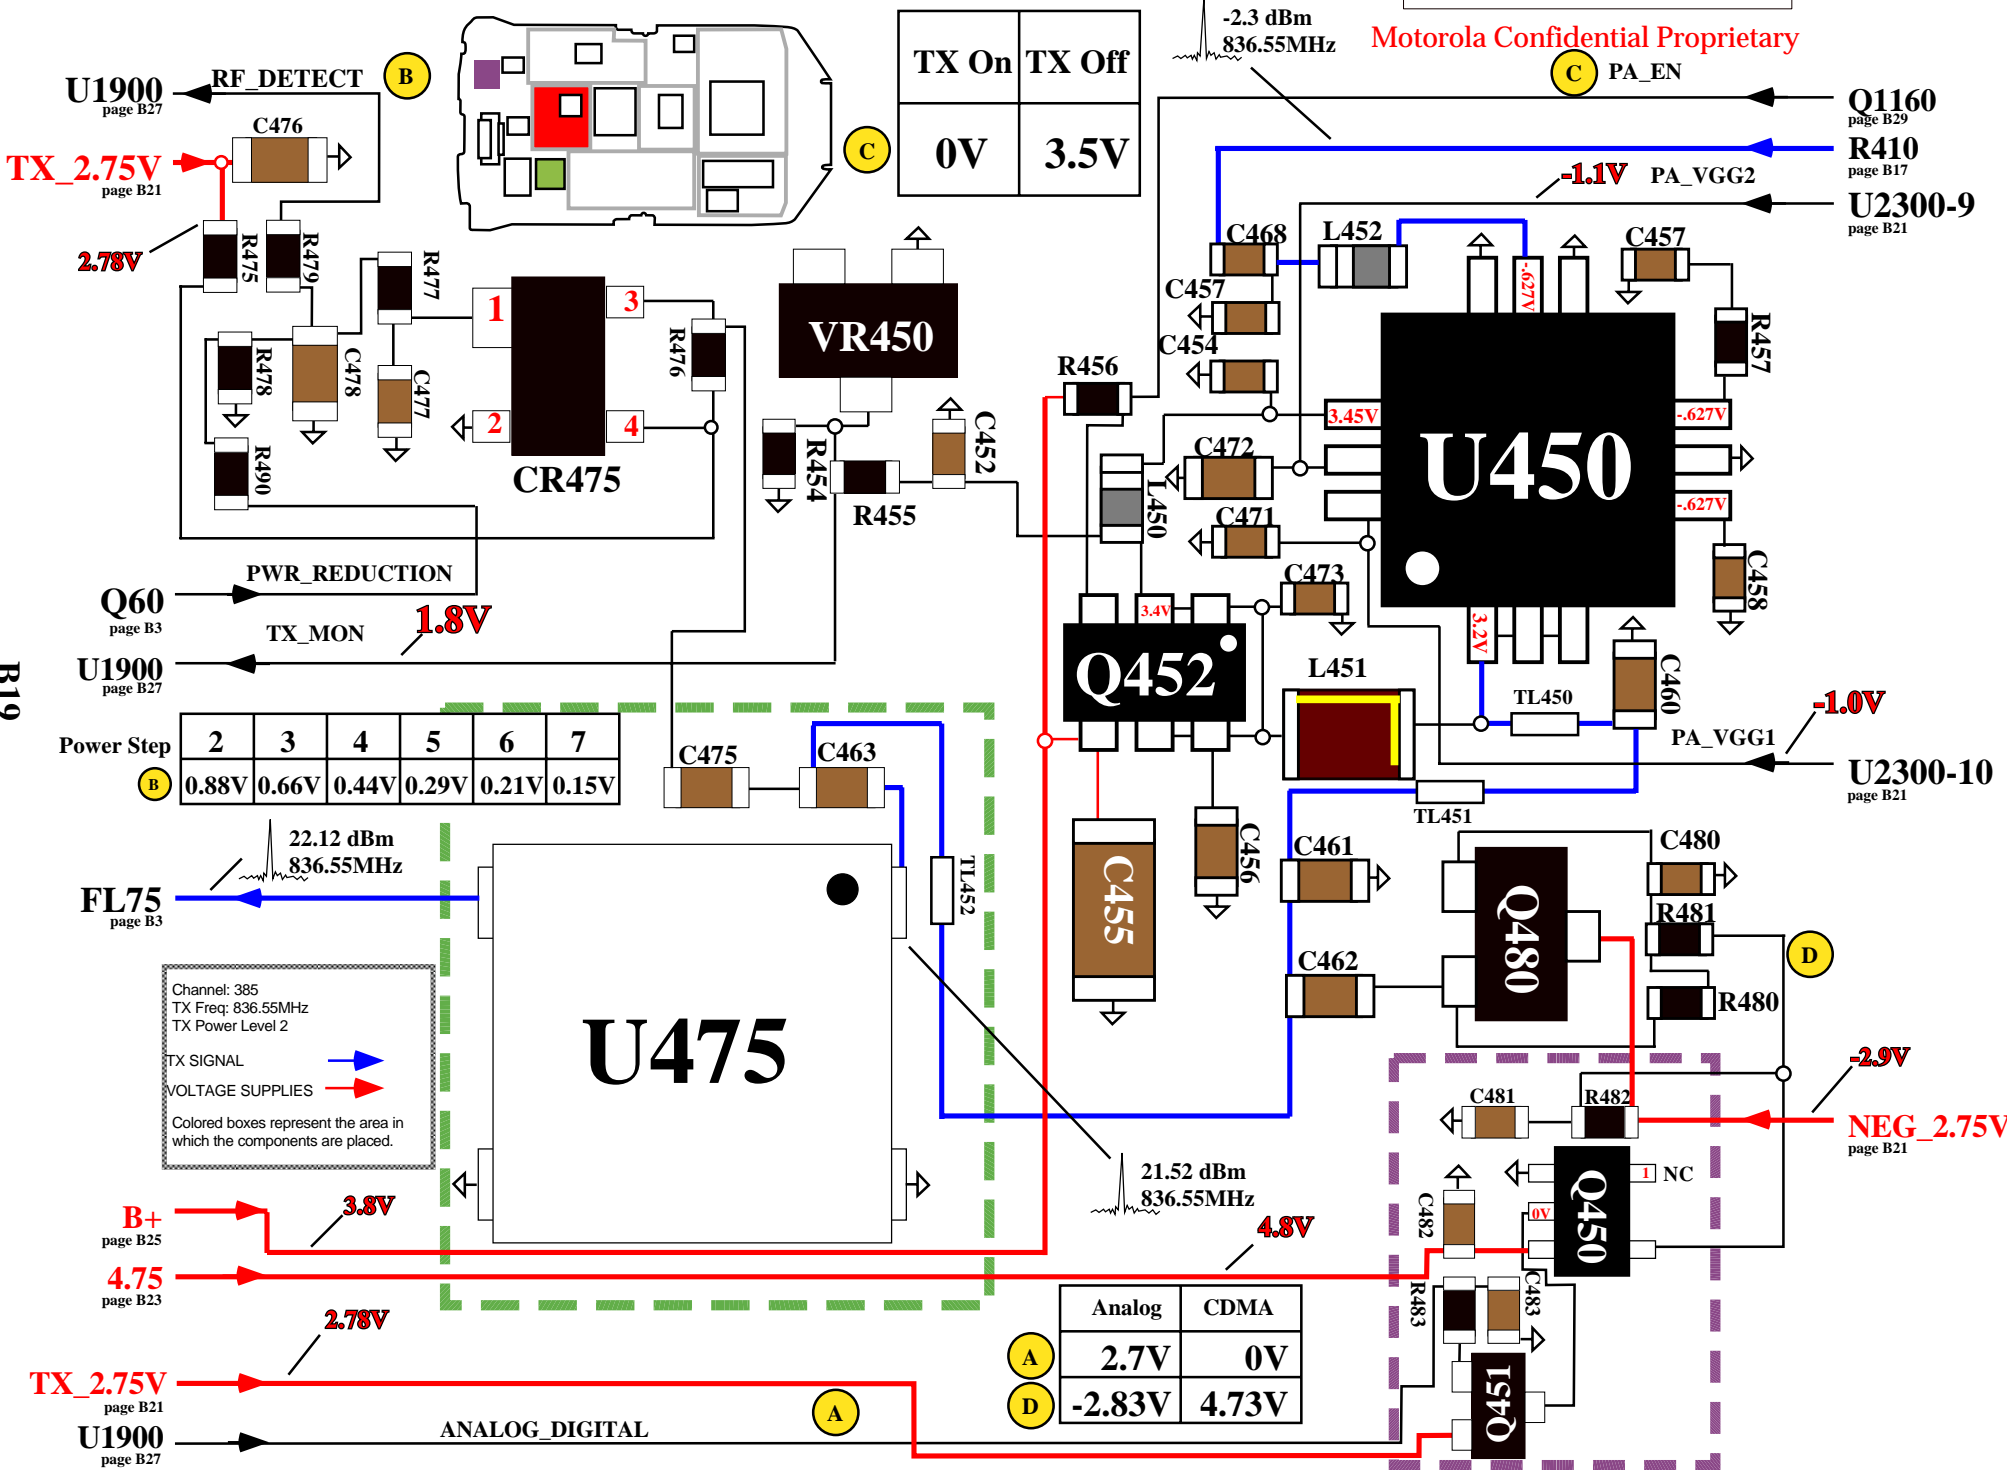 -2.3 dBm
836.55MHz
Motorola Confidential Proprietary
TX On TX Off
0V 3.5V
C
B
C PA_EN
U1900
page B27
RF_DETECT
C476
TX_2.75V
page B21
2.78V
Q1160
page B29
R410
page B17
-1.1V PA_VGG2
U2300-9
page B21
R475
R479
R477
R478
C478
C477
R490
1
2
3
4
CR475
R476
VR450
R454
R455
C452
C468
L452
C457
C454
R456
C457
R457
-.627V
3.45V
-.627V
-.627V
3.2V
U450
C472
L450
C471
C473
C458
3.4V
Q452
L451
C460
TL450
PA_VGG1
-1.0V
U2300-10
page B21
TL451
Q60
page B3
PWR_REDUCTION
TX_MON
1.8V
U1900
page B27
B19
Power Step 2 3 4 5 6 7
B 0.88V 0.66V 0.44V 0.29V 0.21V 0.15V
C475
C463
22.12 dBm
836.55MHz
FL75
page B3
TL452
U475
C455
C456
C461
C462
Q480
C480
R481
R480
D
Channel: 385
TX Freq: 836.55MHz
TX Power Level 2
TX SIGNAL
VOLTAGE SUPPLIES
Colored boxes represent the area in
which the components are placed.
21.52 dBm
836.55MHz
-2.9V
NEG_2.75V
page B21
C481
R482
1 NC
0V
Q450
C482
B+
page B25
3.8V
4.8V
4.75
page B23
R483
C483
Q451
2.78V
TX_2.75V
page B21
A
U1900
page B27
ANALOG_DIGITAL
Analog CDMA
A 2.7V 0V
D -2.83V 4.73V